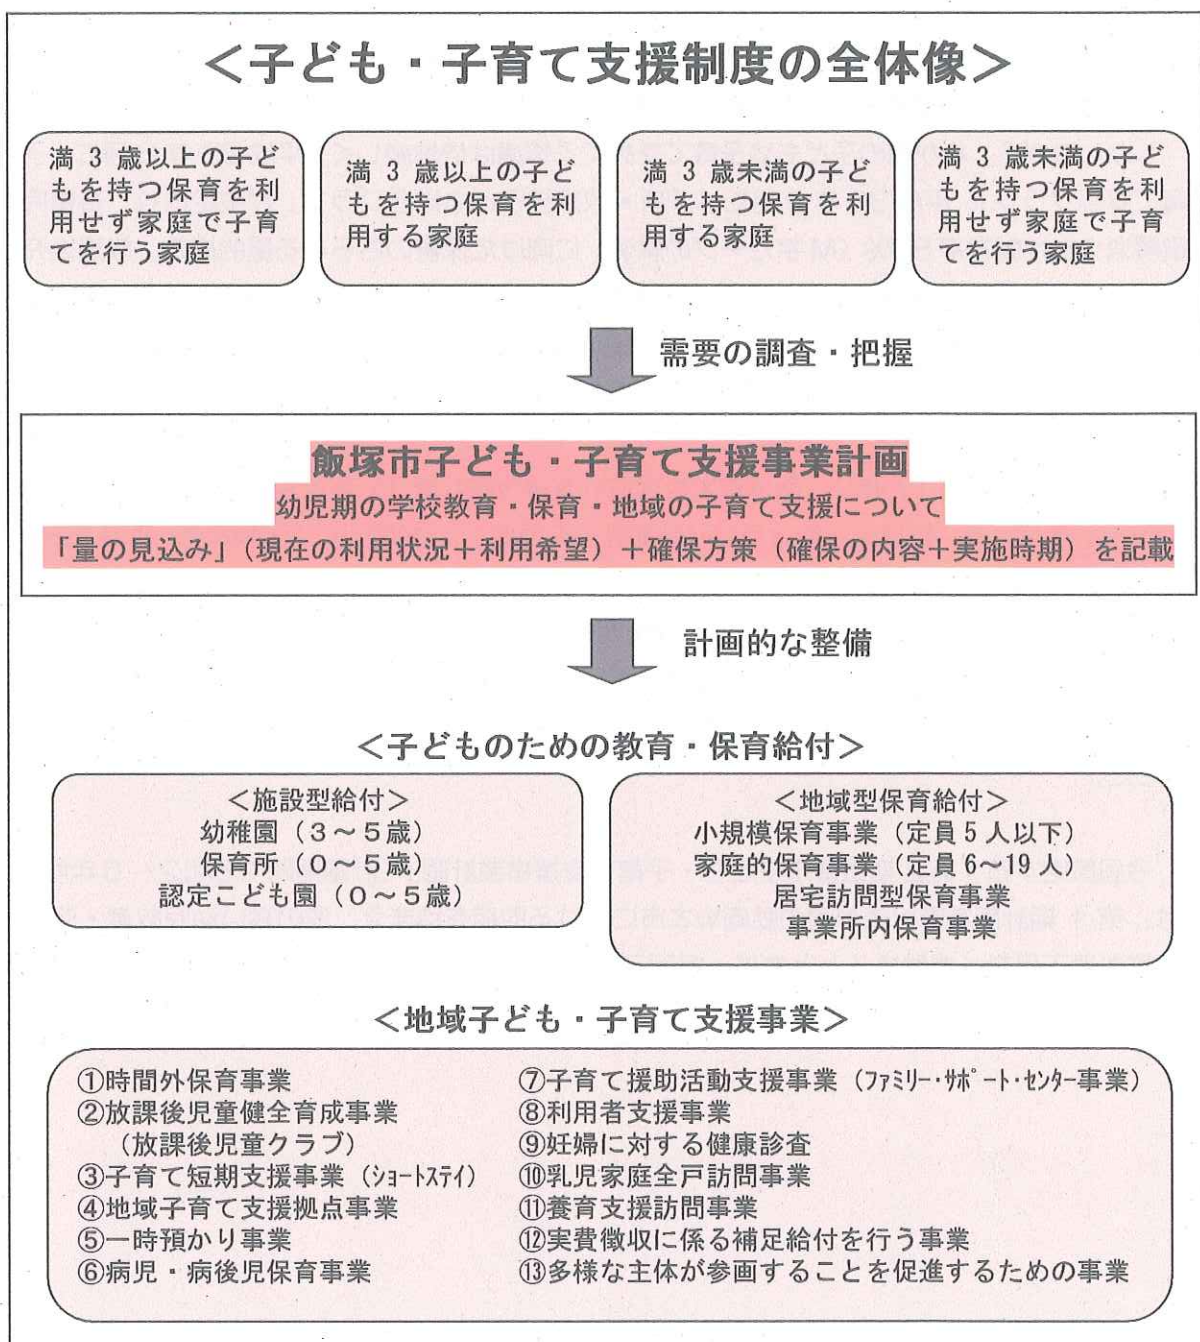 ＜子ども・子育て支援制度の全体像＞
満 3 歳以上の子ど
もを持つ保育を利
用せず家庭で子育
てを行う家庭
満 3 歳以上の子ど
もを持つ保育を利
用する家庭
満 3 歳未満の子ど
もを持つ保育を利
用する家庭
満 3 歳未満の子ど
もを持つ保育を利
用せず家庭で子育
てを行う家庭
需要の調査・把握
飯塚市子ども・子育て支援事業計画
幼児期の学校教育・保育・地域の子育て支援について
「量の見込み」（現在の利用状況＋利用希望）＋確保方策（確保の内容＋実施時期）を記載
計画的な整備
＜子どものための教育・保育給付＞
＜施設型給付＞
幼稚園（３～５歳）
保育所（０～５歳）
認定こども園（０～５歳）
＜地域型保育給付＞
小規模保育事業（定員５人以下）
家庭的保育事業（定員 6～19 人）
居宅訪問型保育事業
事業所内保育事業
＜地域子ども・子育て支援事業＞
①時間外保育事業
②放課後児童健全育成事業
（放課後児童クラブ）
③子育て短期支援事業（ｼｮｰﾄｽﾃｲ）
④地域子育て支援拠点事業
⑤一時預かり事業
⑥病児・病後児保育事業
⑦子育て援助活動支援事業（ﾌｧﾐﾘｰ･ｻﾎﾟｰﾄ･ｾﾝﾀｰ事業）
⑧利用者支援事業
⑨妊婦に対する健康診査
⑩乳児家庭全戸訪問事業
⑪養育支援訪問事業
⑫実費徴収に係る補足給付を行う事業
⑬多様な主体が参画することを促進するための事業